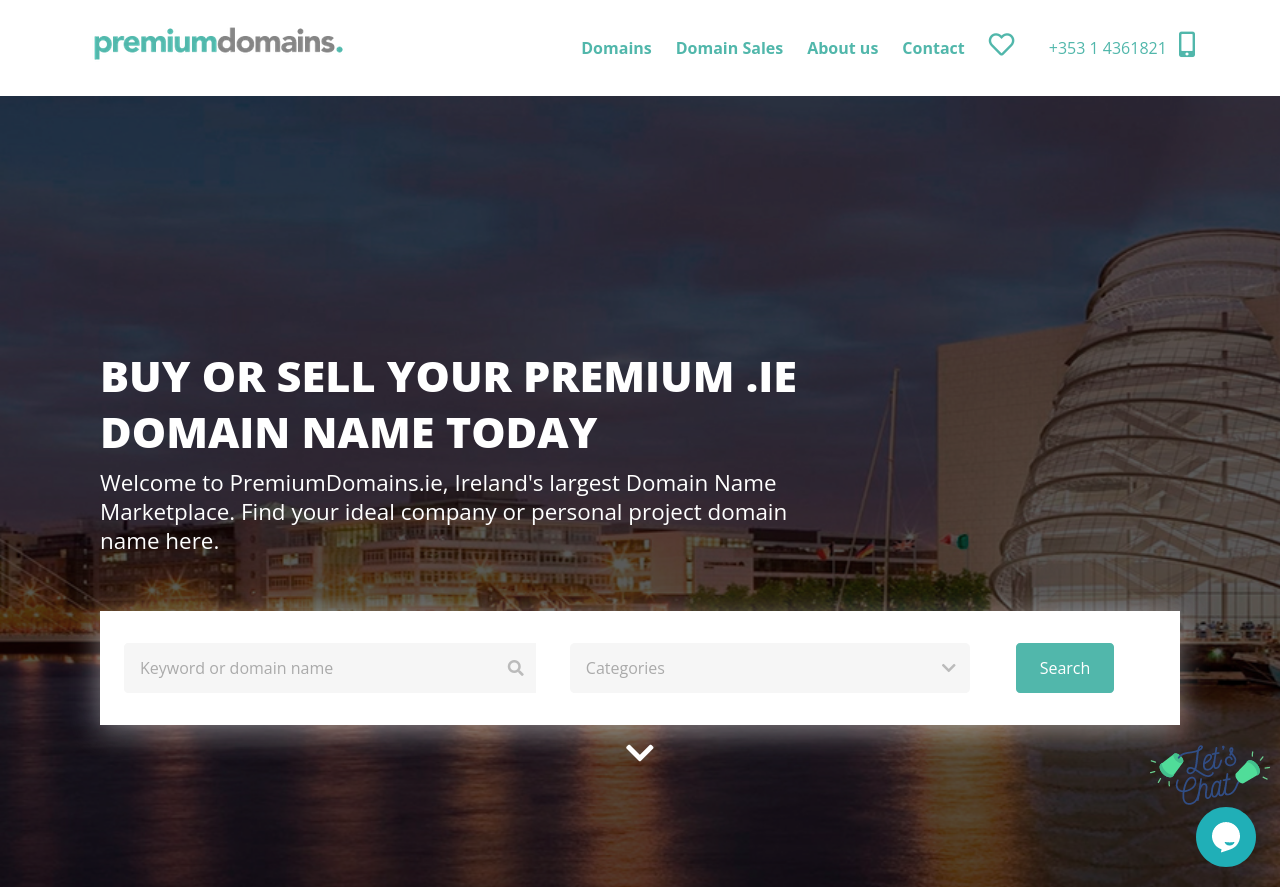 premiumdomains.
Domains
Domain Sales
About us
Contact
+353 1 4361821
BUY OR SELL YOUR PREMIUM .IE
DOMAIN NAME TODAY
Welcome to PremiumDomains.ie, Ireland's largest Domain Name
Marketplace. Find your ideal company or personal project domain
name here.
Keyword or domain name
Categories
Search
Let's
Chat